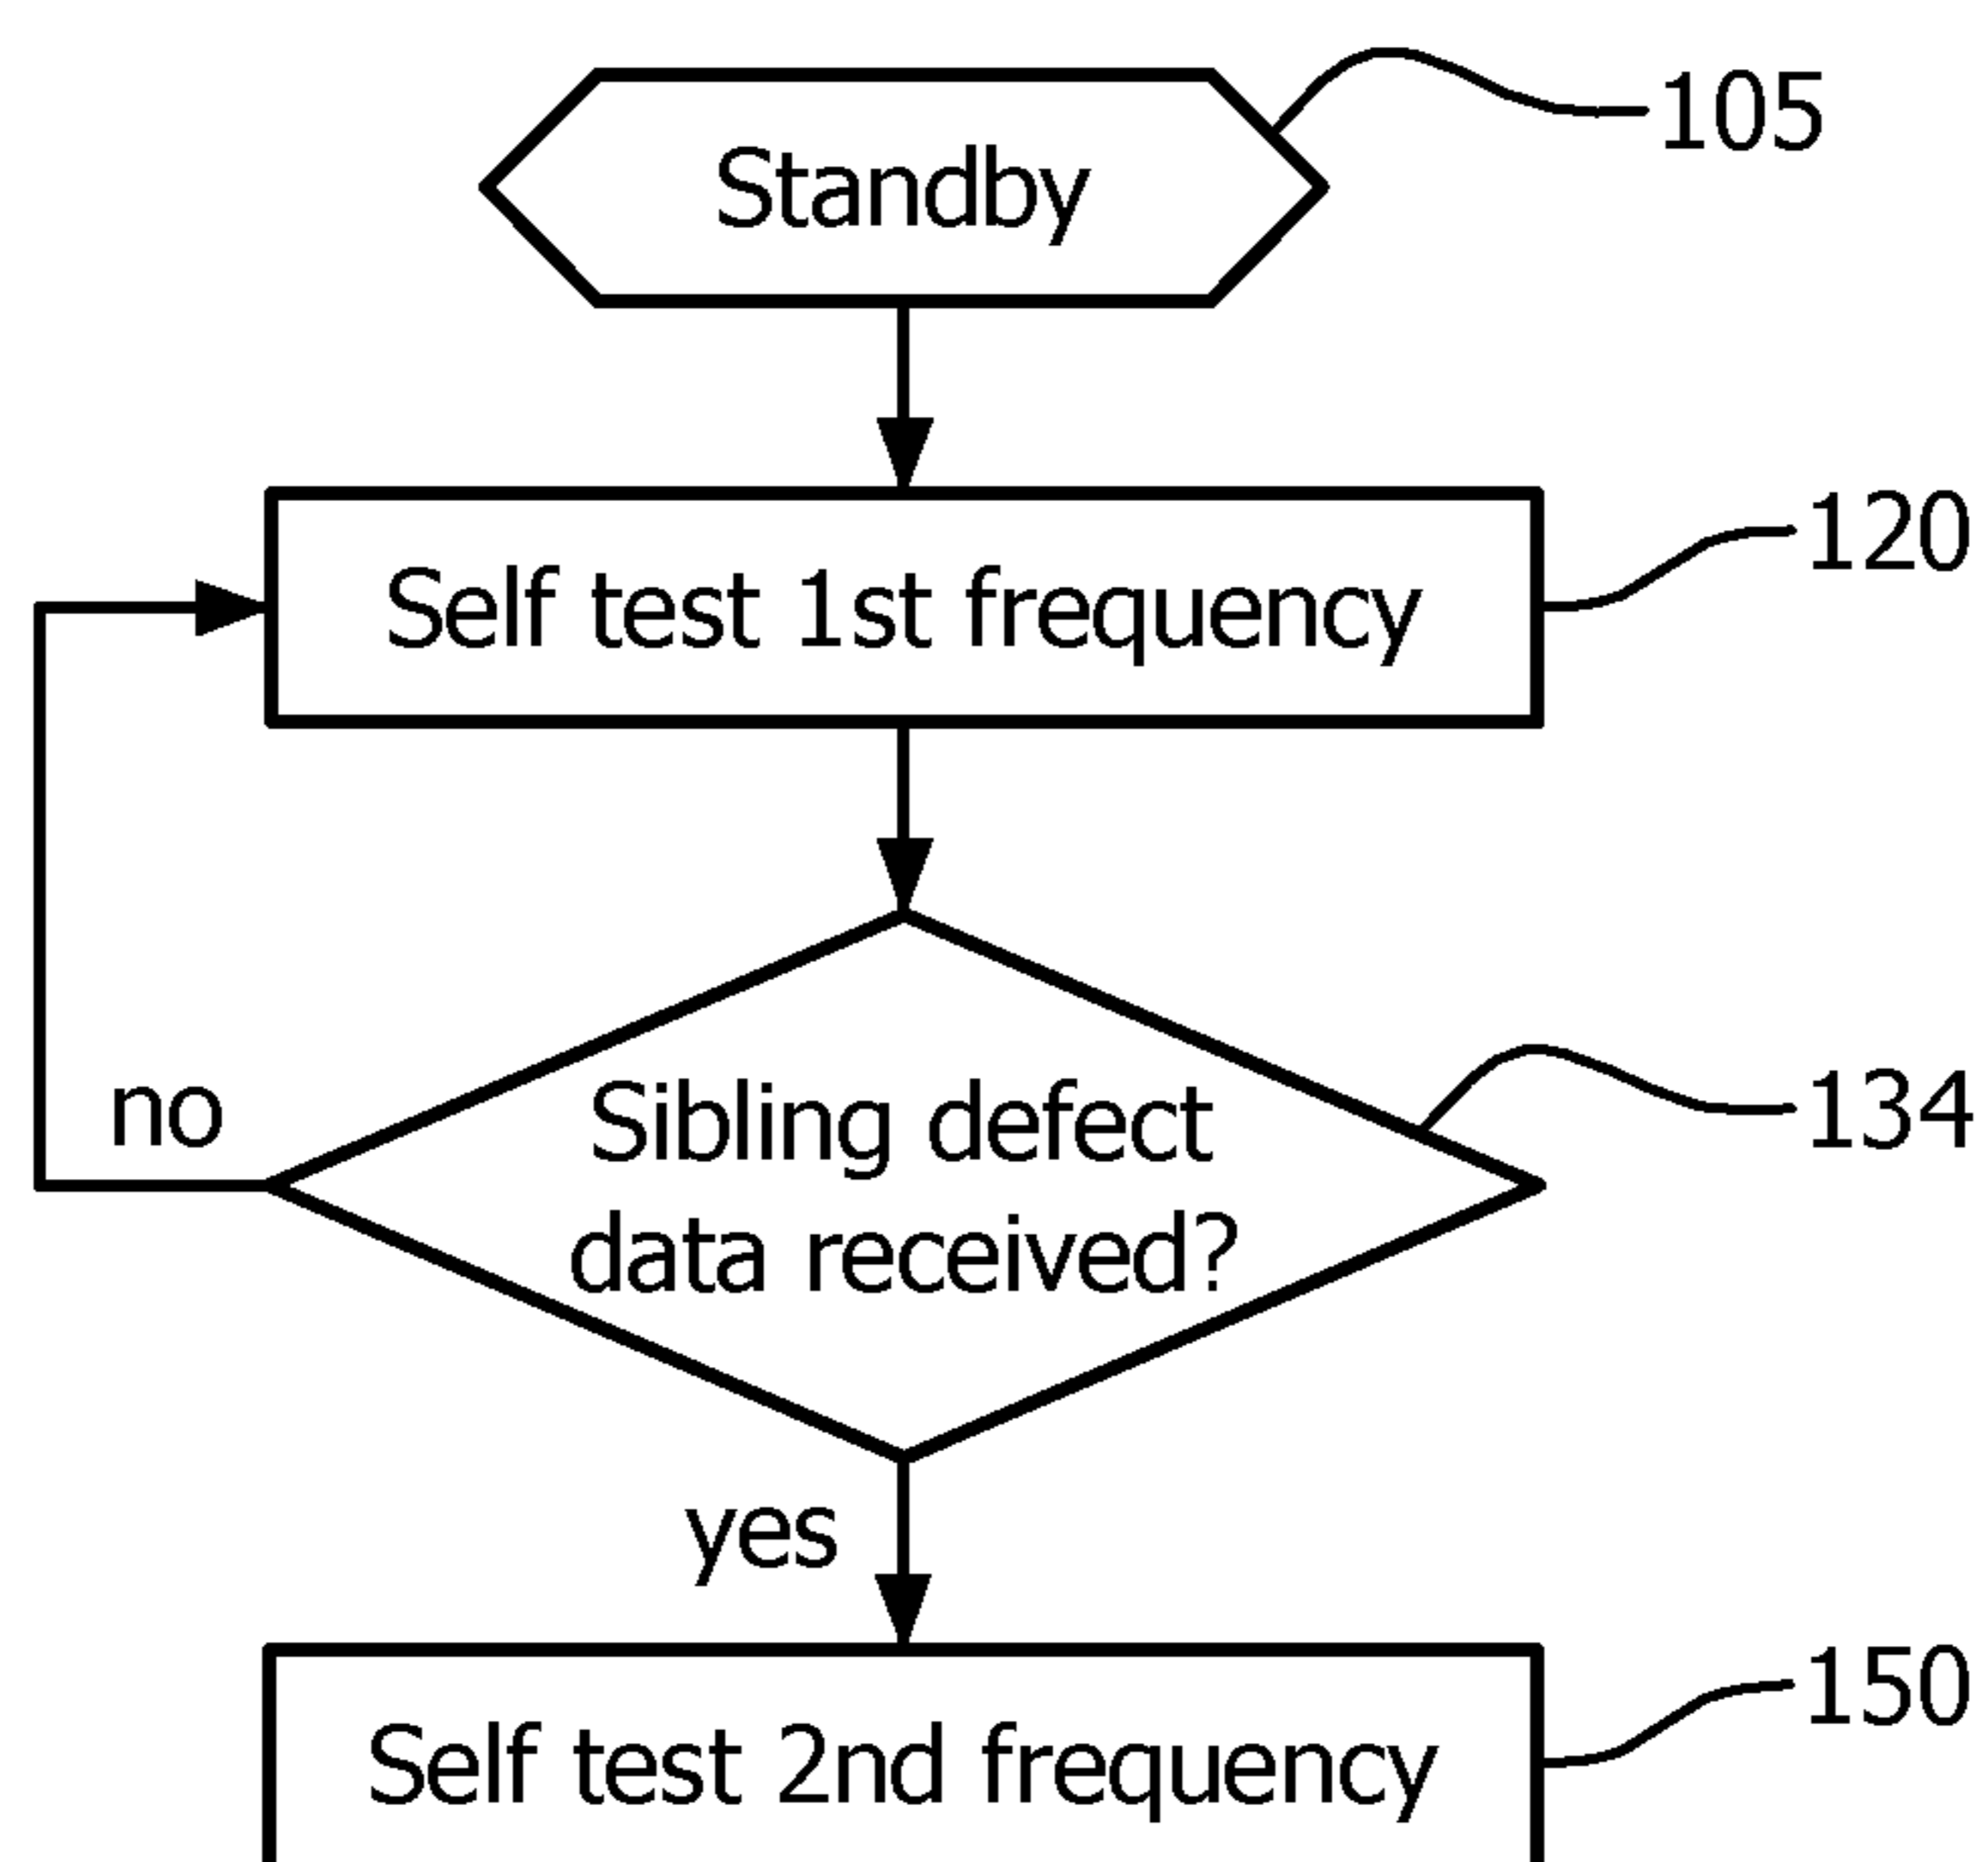 Standby
105
Self test 1st frequency
120
Sibling defect
data received?
134
no
yes
Self test 2nd frequency
150